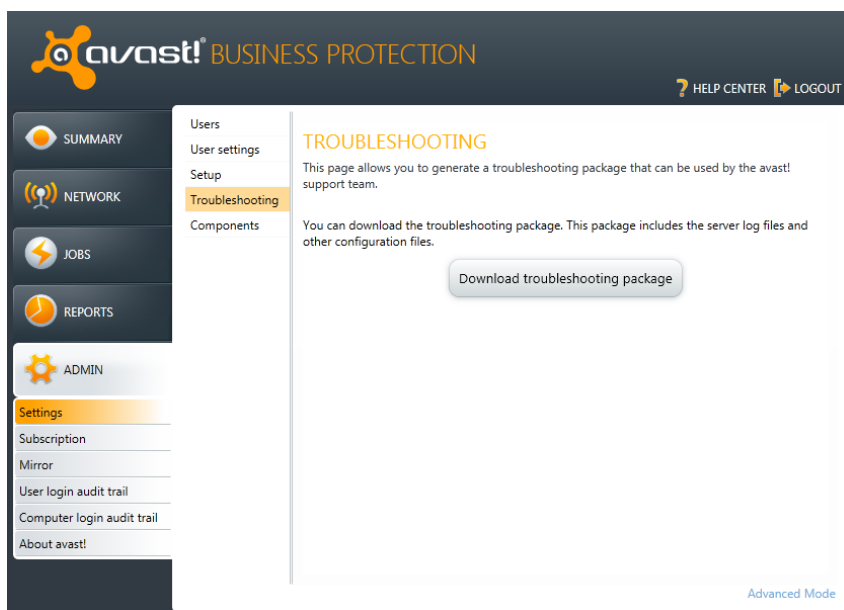 avast! BUSINESS PROTECTION
? HELP CENTER LOGOUT
SUMMARY
NETWORK
JOBS
REPORTS
ADMIN
Settings
Subscription
Mirror
User login audit trail
Computer login audit trail
About avast!
Users
User settings
Setup
Troubleshooting
Components
TROUBLESHOOTING
This page allows you to generate a troubleshooting package that can be used by the avast!
support team.
You can download the troubleshooting package. This package includes the server log files and
other configuration files.
Download troubleshooting package
Advanced Mode